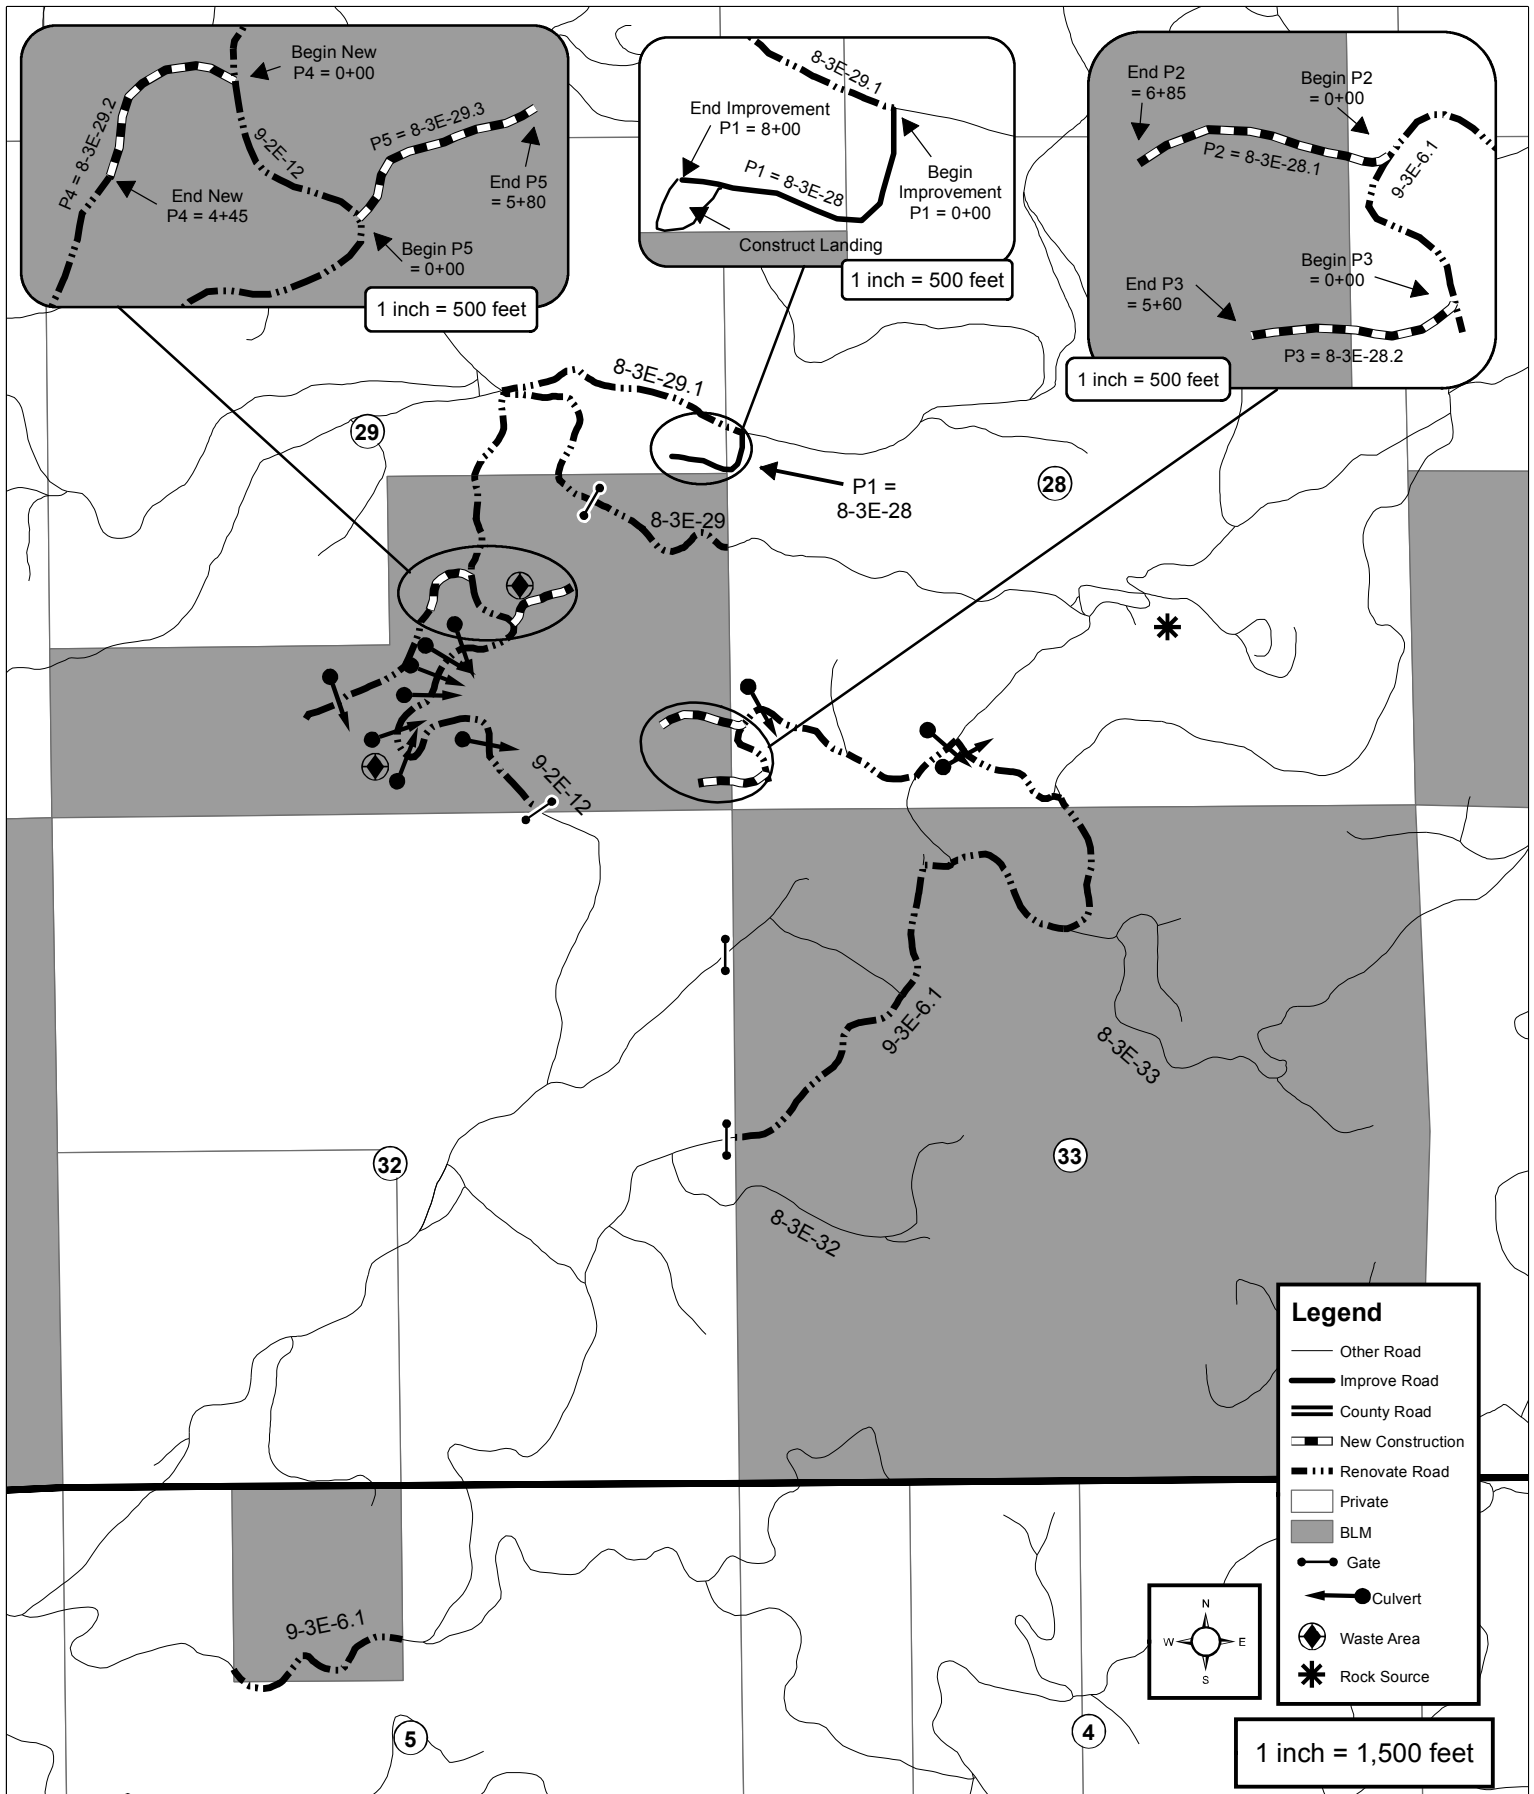 Begin New
P4 = 0+00
P4 = 8-3E-29.2
9-2E-12
P5 = 8-3E-29.3
End New
P4 = 4+45
End P5
= 5+80
Begin P5
= 0+00
1 inch = 500 feet
8-3E-29.1
End Improvement
P1 = 8+00
P1 = 8-3E-28
Begin
Improvement
P1 = 0+00
Construct Landing
1 inch = 500 feet
End P2
= 6+85
Begin P2
= 0+00
P2 = 8-3E-28.1
9-3E-6.1
Begin P3
= 0+00
End P3
= 5+60
P3 = 8-3E-28.2
1 inch = 500 feet
8-3E-29.1
29
28
P1 =
8-3E-28
8-3E-29
9-2E-12
9-3E-6.1
8-3E-33
32
33
8-3E-32
9-3E-6.1
5
4
Legend
Other Road
Improve Road
County Road
New Construction
Renovate Road
Private
BLM
Gate
Culvert
Waste Area
Rock Source
N
W
E
S
1 inch = 1,500 feet